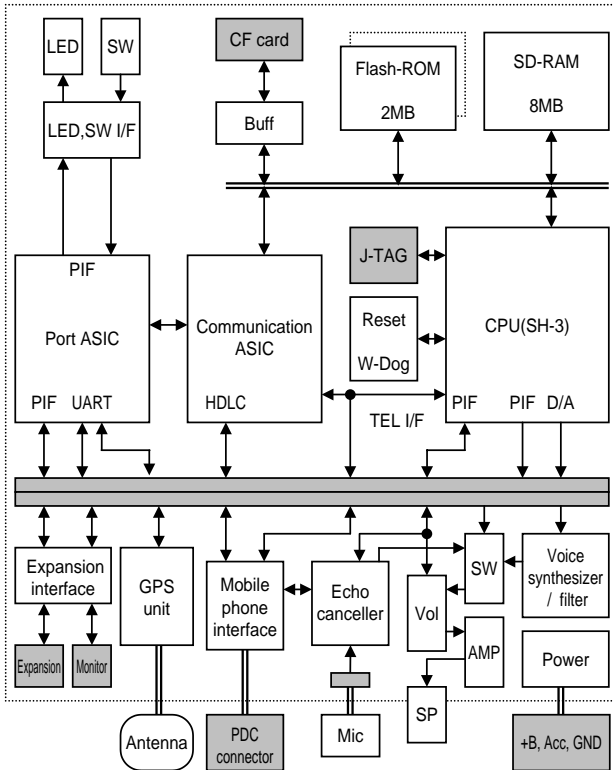 LED
SW
CF card
Flash-ROM
2MB
SD-RAM
8MB
LED,SW I/F
Buff
PIF
Port ASIC
PIF
UART
Communication
ASIC
HDLC
J-TAG
Reset
W-Dog
CPU(SH-3)
TEL I/F
PIF
PIF
D/A
Expansion
interface
GPS
unit
Mobile
phone
interface
Echo
canceller
Vol
SW
Voice
synthesizer
/ filter
Expansion
Monitor
AMP
Power
Antenna
PDC
connector
Mic
SP
+B, Acc, GND